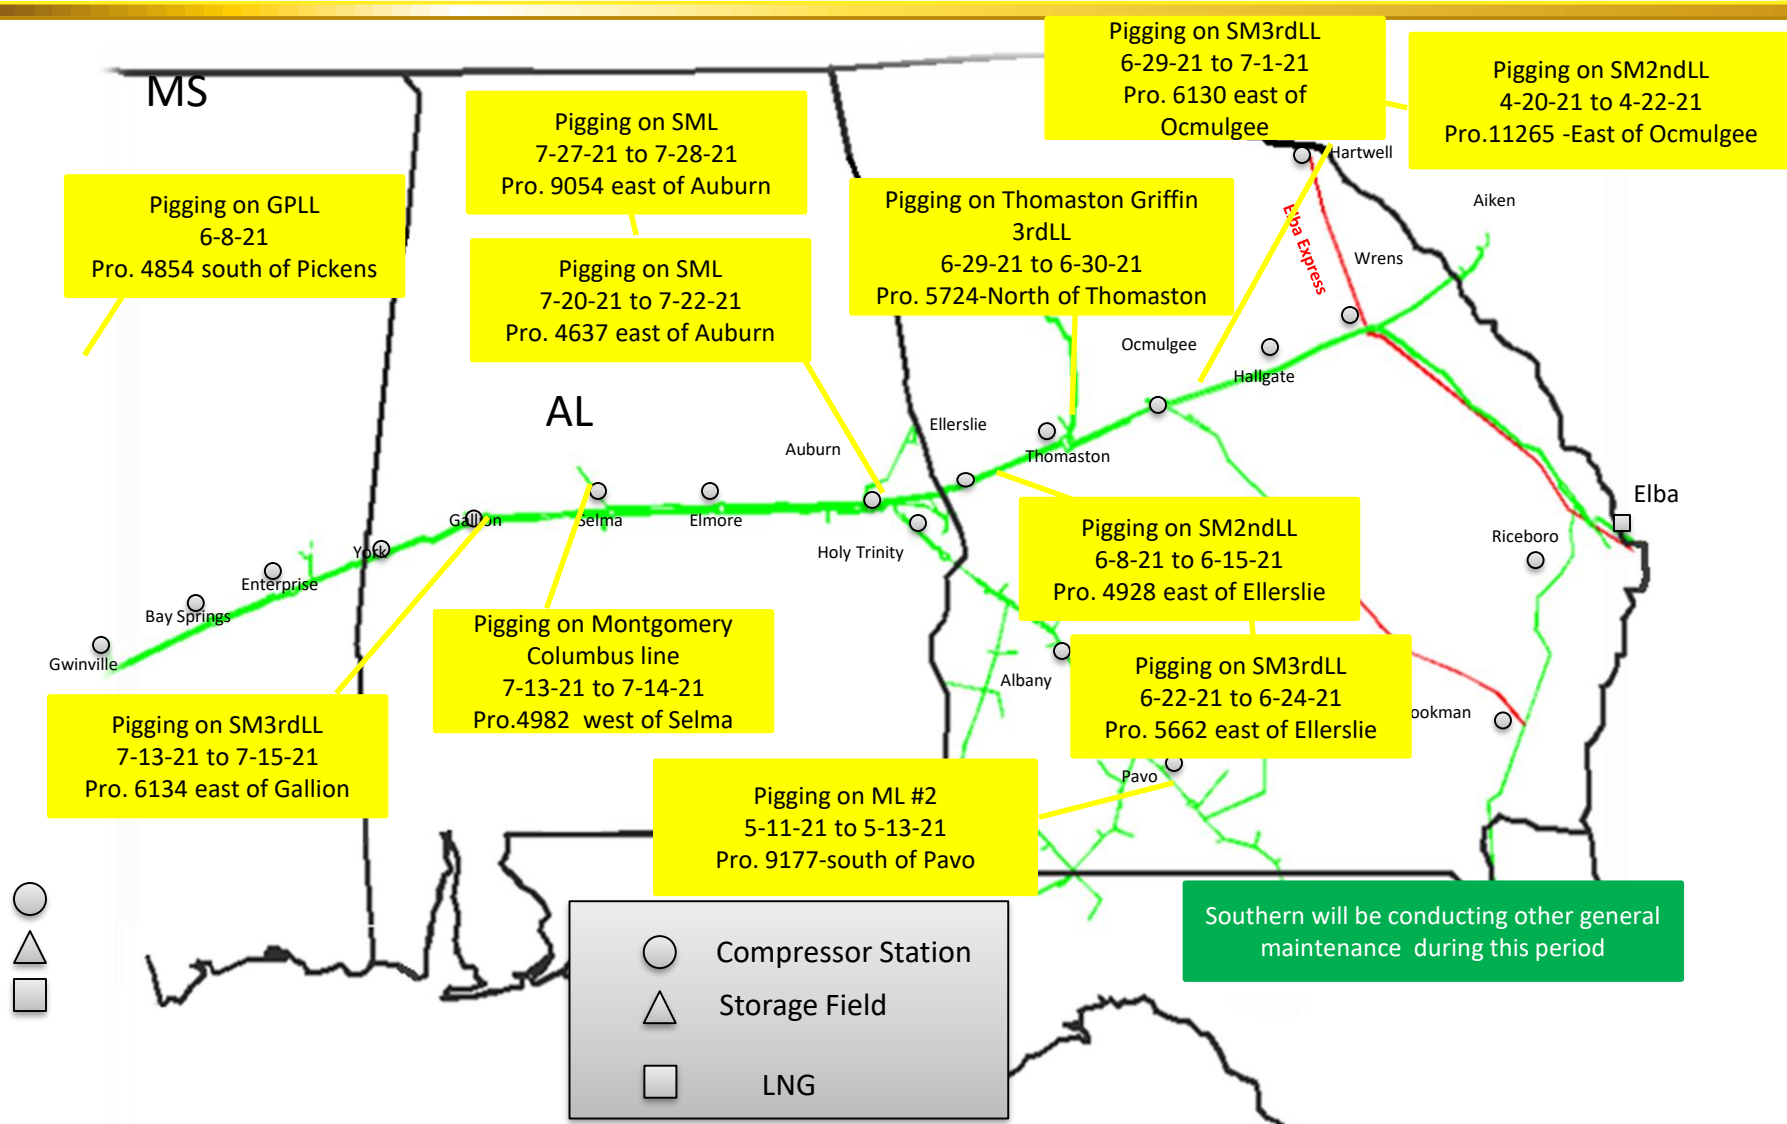 MS
Pigging on SM3rdLL
6-29-21 to 7-1-21
Pro. 6130 east of
Ocmulgee
Pigging on SM2ndLL
4-20-21 to 4-22-21
Pro.11265 -East of Ocmulgee
Pigging on SML
7-27-21 to 7-28-21
Pro. 9054 east of Auburn
Hartwell
Pigging on GPLL
6-8-21
Pro. 4854 south of Pickens
Pigging on Thomaston Griffin
3rdLL
6-29-21 to 6-30-21
Pro. 5724-North of Thomaston
Aiken
Elba Express
Wrens
Pigging on SML
7-20-21 to 7-22-21
Pro. 4637 east of Auburn
Ocmulgee
Hallgate
AL
Ellerslie
Auburn
Thomaston
Elba
Gallion
Selma
Elmore
Holy Trinity
Riceboro
York
Enterprise
Bay Springs
Gwinville
Pigging on SM2ndLL
6-8-21 to 6-15-21
Pro. 4928 east of Ellerslie
Pigging on Montgomery
Columbus line
7-13-21 to 7-14-21
Pro.4982  west of Selma
Albany
Pigging on SM3rdLL
6-22-21 to 6-24-21
Pro. 5662 east of Ellerslie
ookman
Pigging on SM3rdLL
7-13-21 to 7-15-21
Pro. 6134 east of Gallion
Pavo
Pigging on ML #2
5-11-21 to 5-13-21
Pro. 9177-south of Pavo
Southern will be conducting other general
maintenance  during this period
Compressor Station
Storage Field
LNG